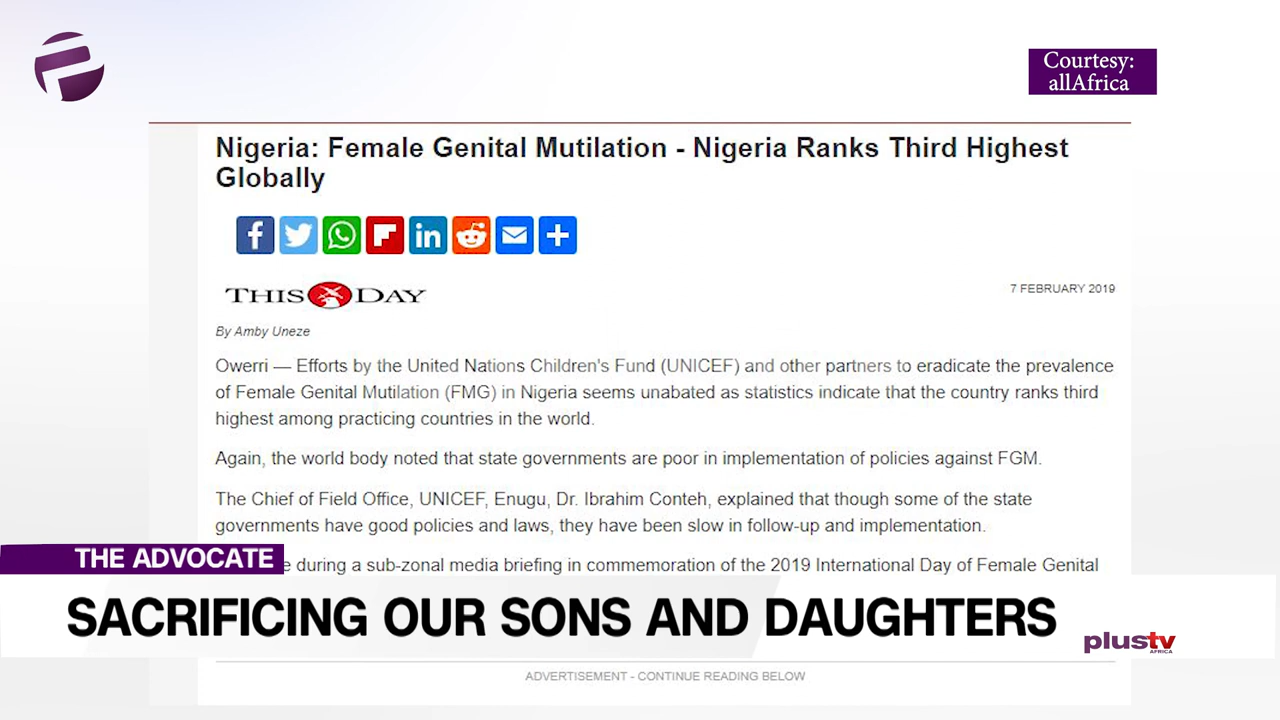 Courtesy:
allAfrica
Nigeria: Female Genital Mutilation - Nigeria Ranks Third Highest
Globally
THIS DAY
7 FEBRUARY 2019
By Amby Uneze
Owerri — Efforts by the United Nations Children's Fund (UNICEF) and other partners to eradicate the prevalence
of Female Genital Mutilation (FMG) in Nigeria seems unabated as statistics indicate that the country ranks third
highest among practicing countries in the world.
Again, the world body noted that state governments are poor in implementation of policies against FGM.
The Chief of Field Office, UNICEF, Enugu, Dr. Ibrahim Conteh, explained that though some of the state
governments have good policies and laws, they have been slow in follow-up and implementation.
during a sub-zonal media briefing in commemoration of the 2019 International Day of Female Genital
THE ADVOCATE
SACRIFICING OUR SONS AND DAUGHTERS
plustv
AFRICA
ADVERTISEMENT - CONTINUE READING BELOW